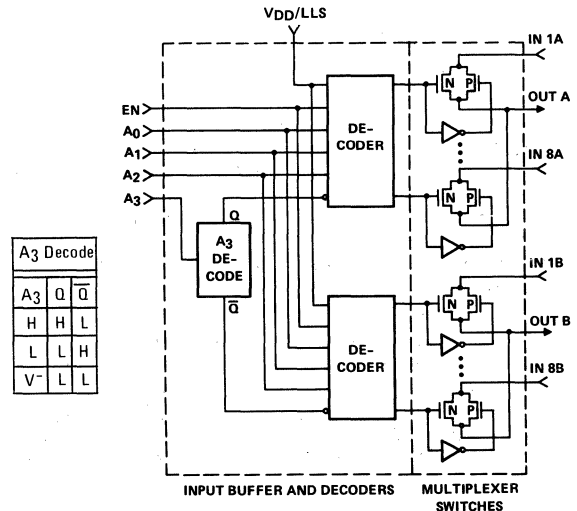 VDD/LLS
IN 1A
N P
OUT A
EN
A0
A1
A2
A3
DE-
CODER
IN 8A
N P
Q
A3
DE-
CODE
Q̅
A3 Decode
A3 Q Q̅
H H L
L L H
V- L L
iN 1B
N P
OUT B
DE-
CODER
IN 8B
N P
INPUT BUFFER AND DECODERS
MULTIPLEXER
SWITCHES